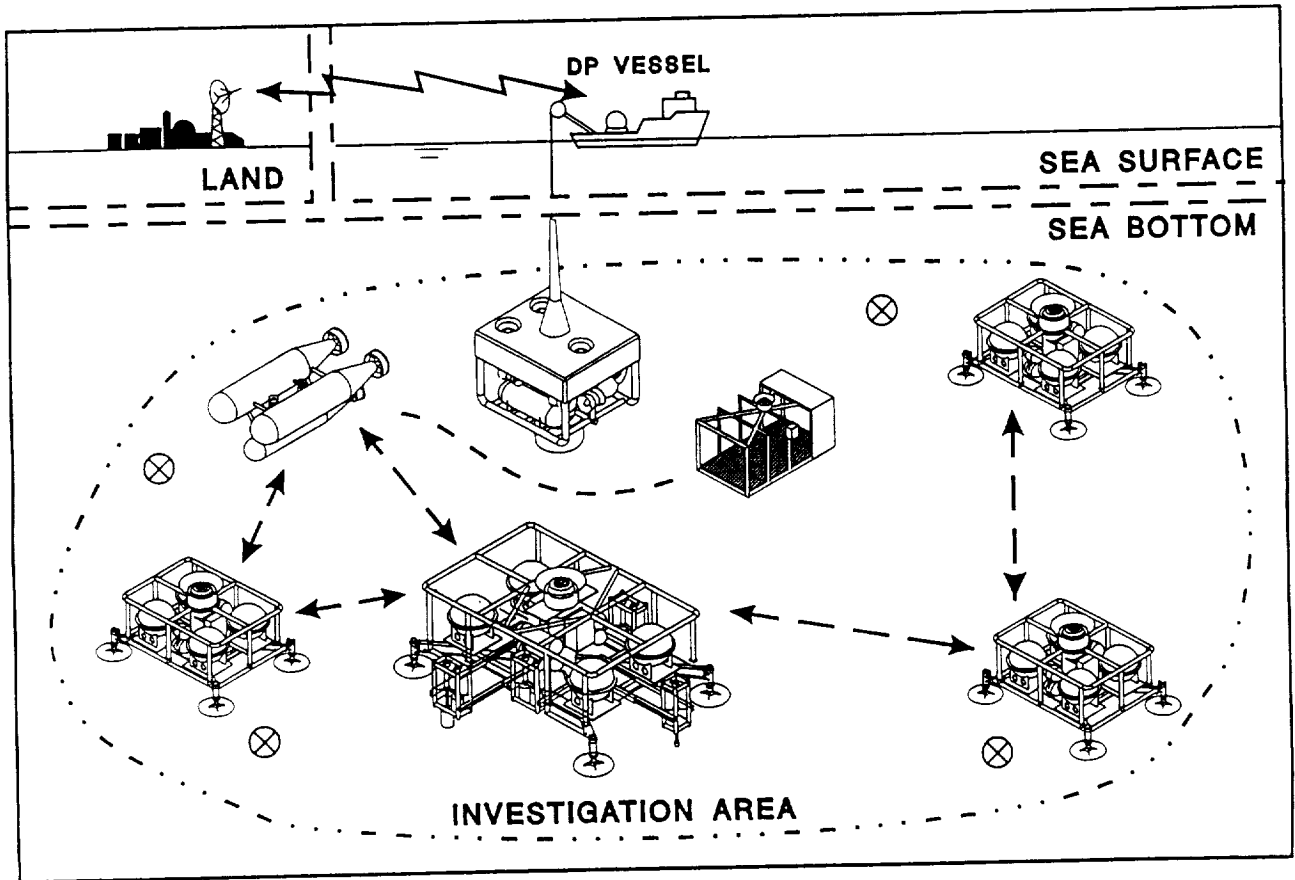 DP VESSEL
LAND
SEA SURFACE
SEA BOTTOM
INVESTIGATION AREA